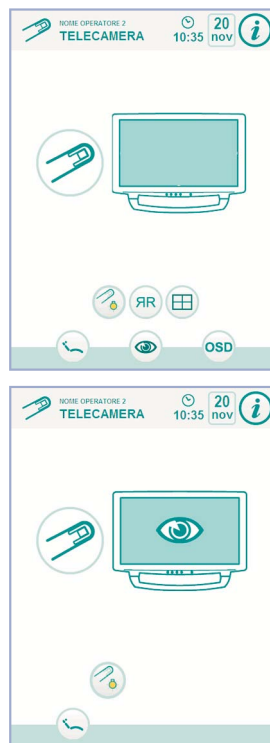 NOME OPERATORE 2
TELECAMERA
10:35
20
nov
i
ЯR
OSD
NOME OPERATORE 2
TELECAMERA
10:35
20
nov
i